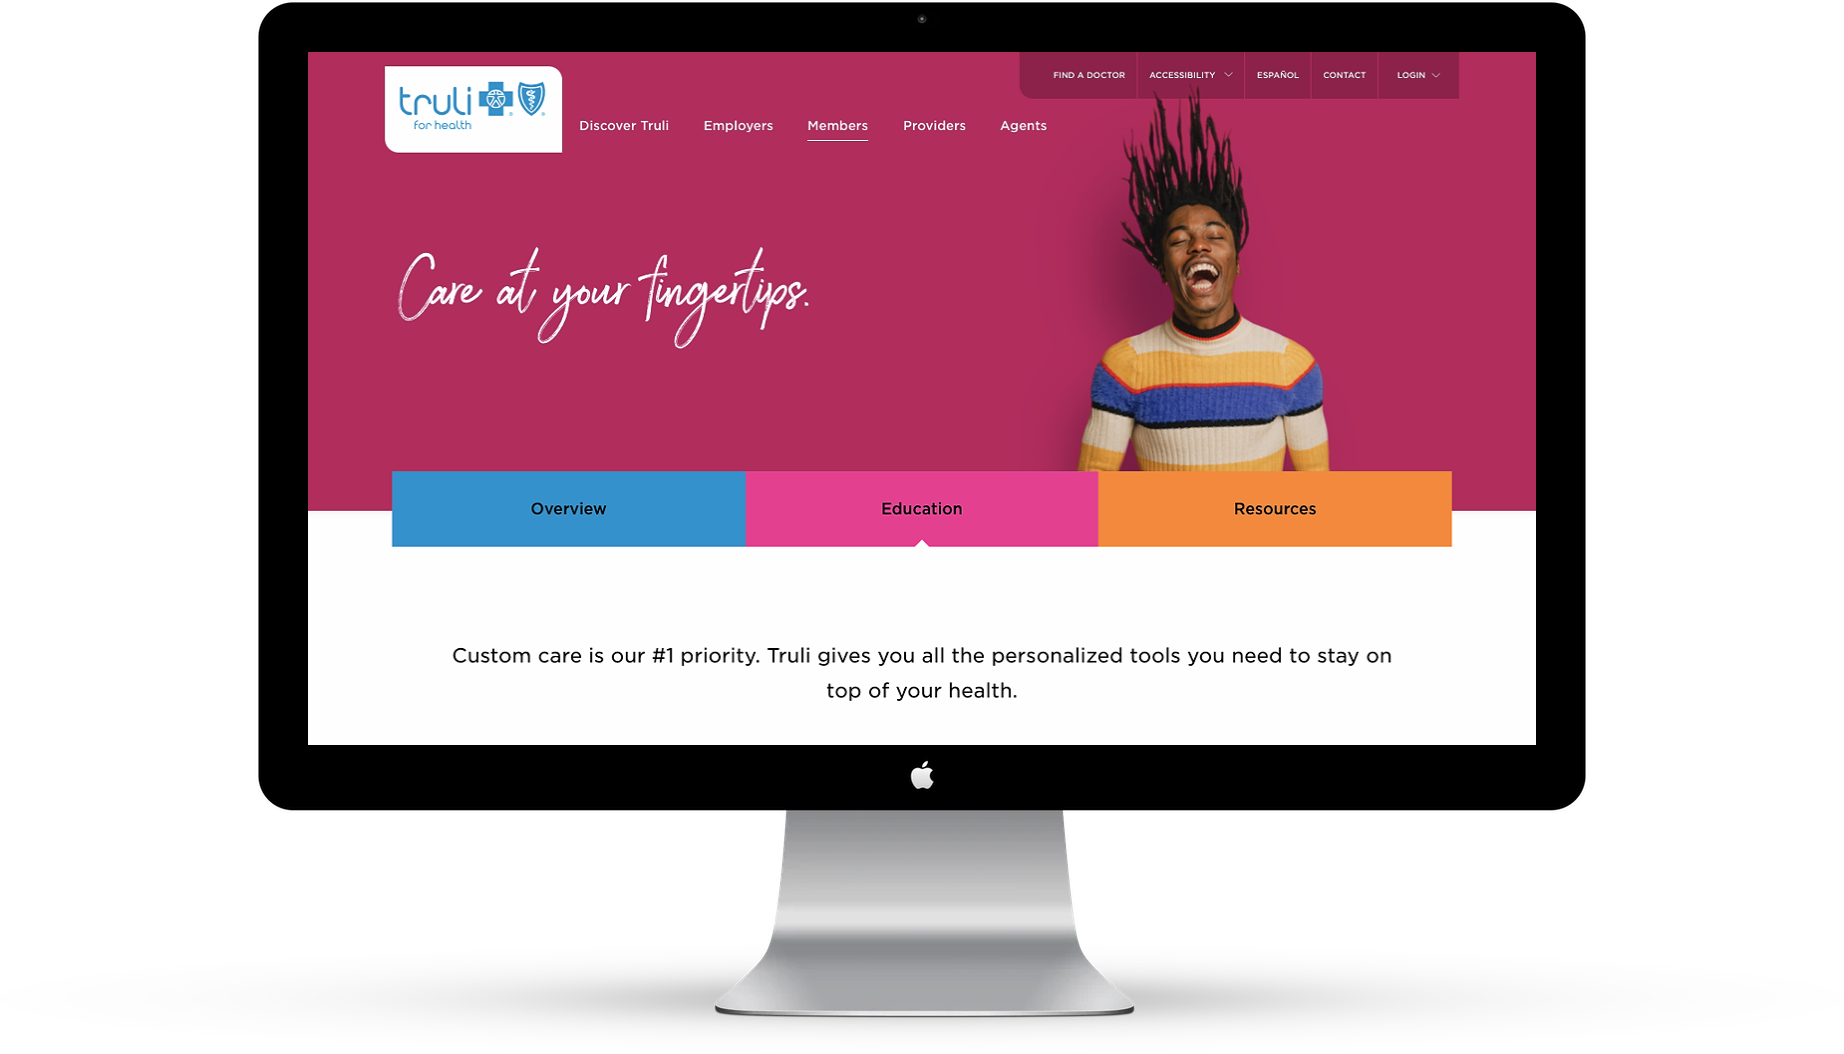 FIND A DOCTOR
ACCESSIBILITY
ESPAÑOL
CONTACT
LOGIN
truli
for health
Discover Truli
Employers
Members
Providers
Agents
Care at your fingertips.
Overview
Education
Resources
Custom care is our #1 priority. Truli gives you all the personalized tools you need to stay on
top of your health.